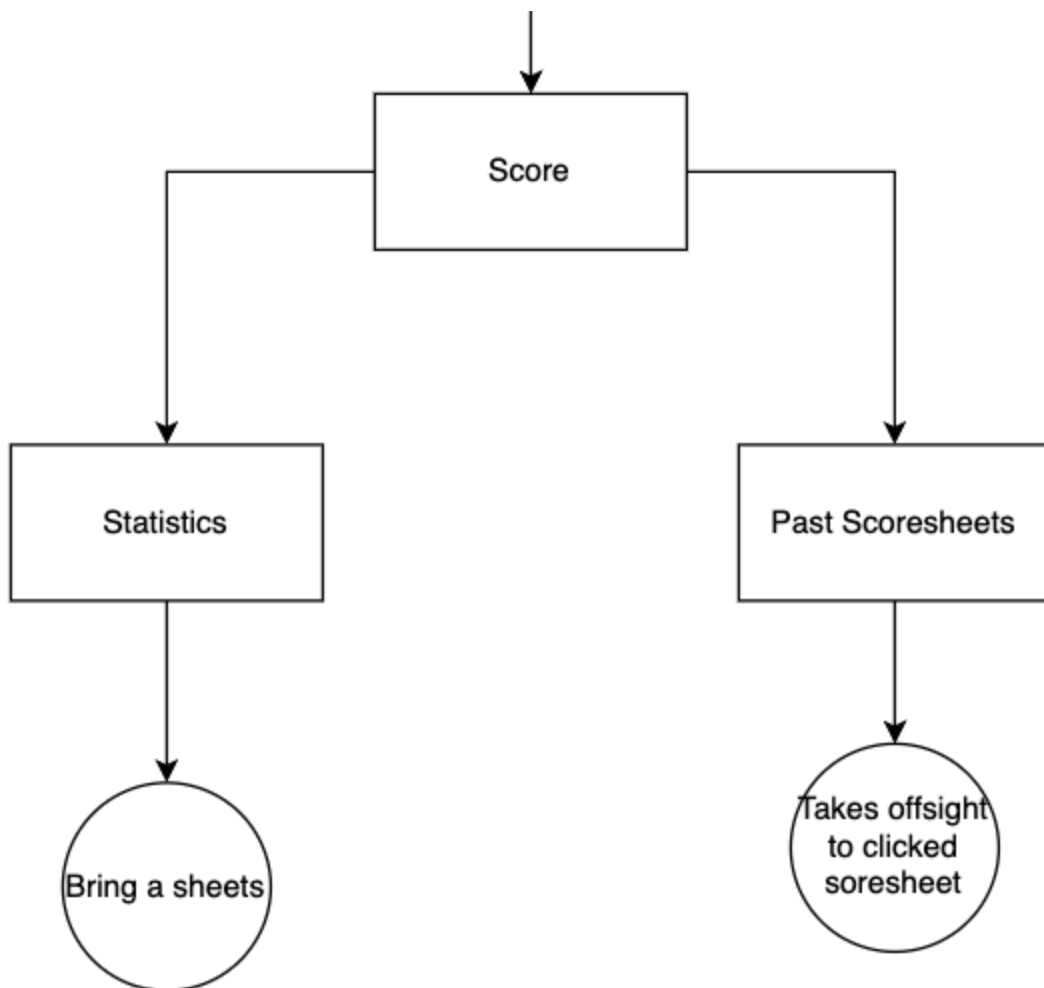 Score
Statistics
Past Scoresheets
Bring a sheets
Takes offsight
to clicked
soresheet